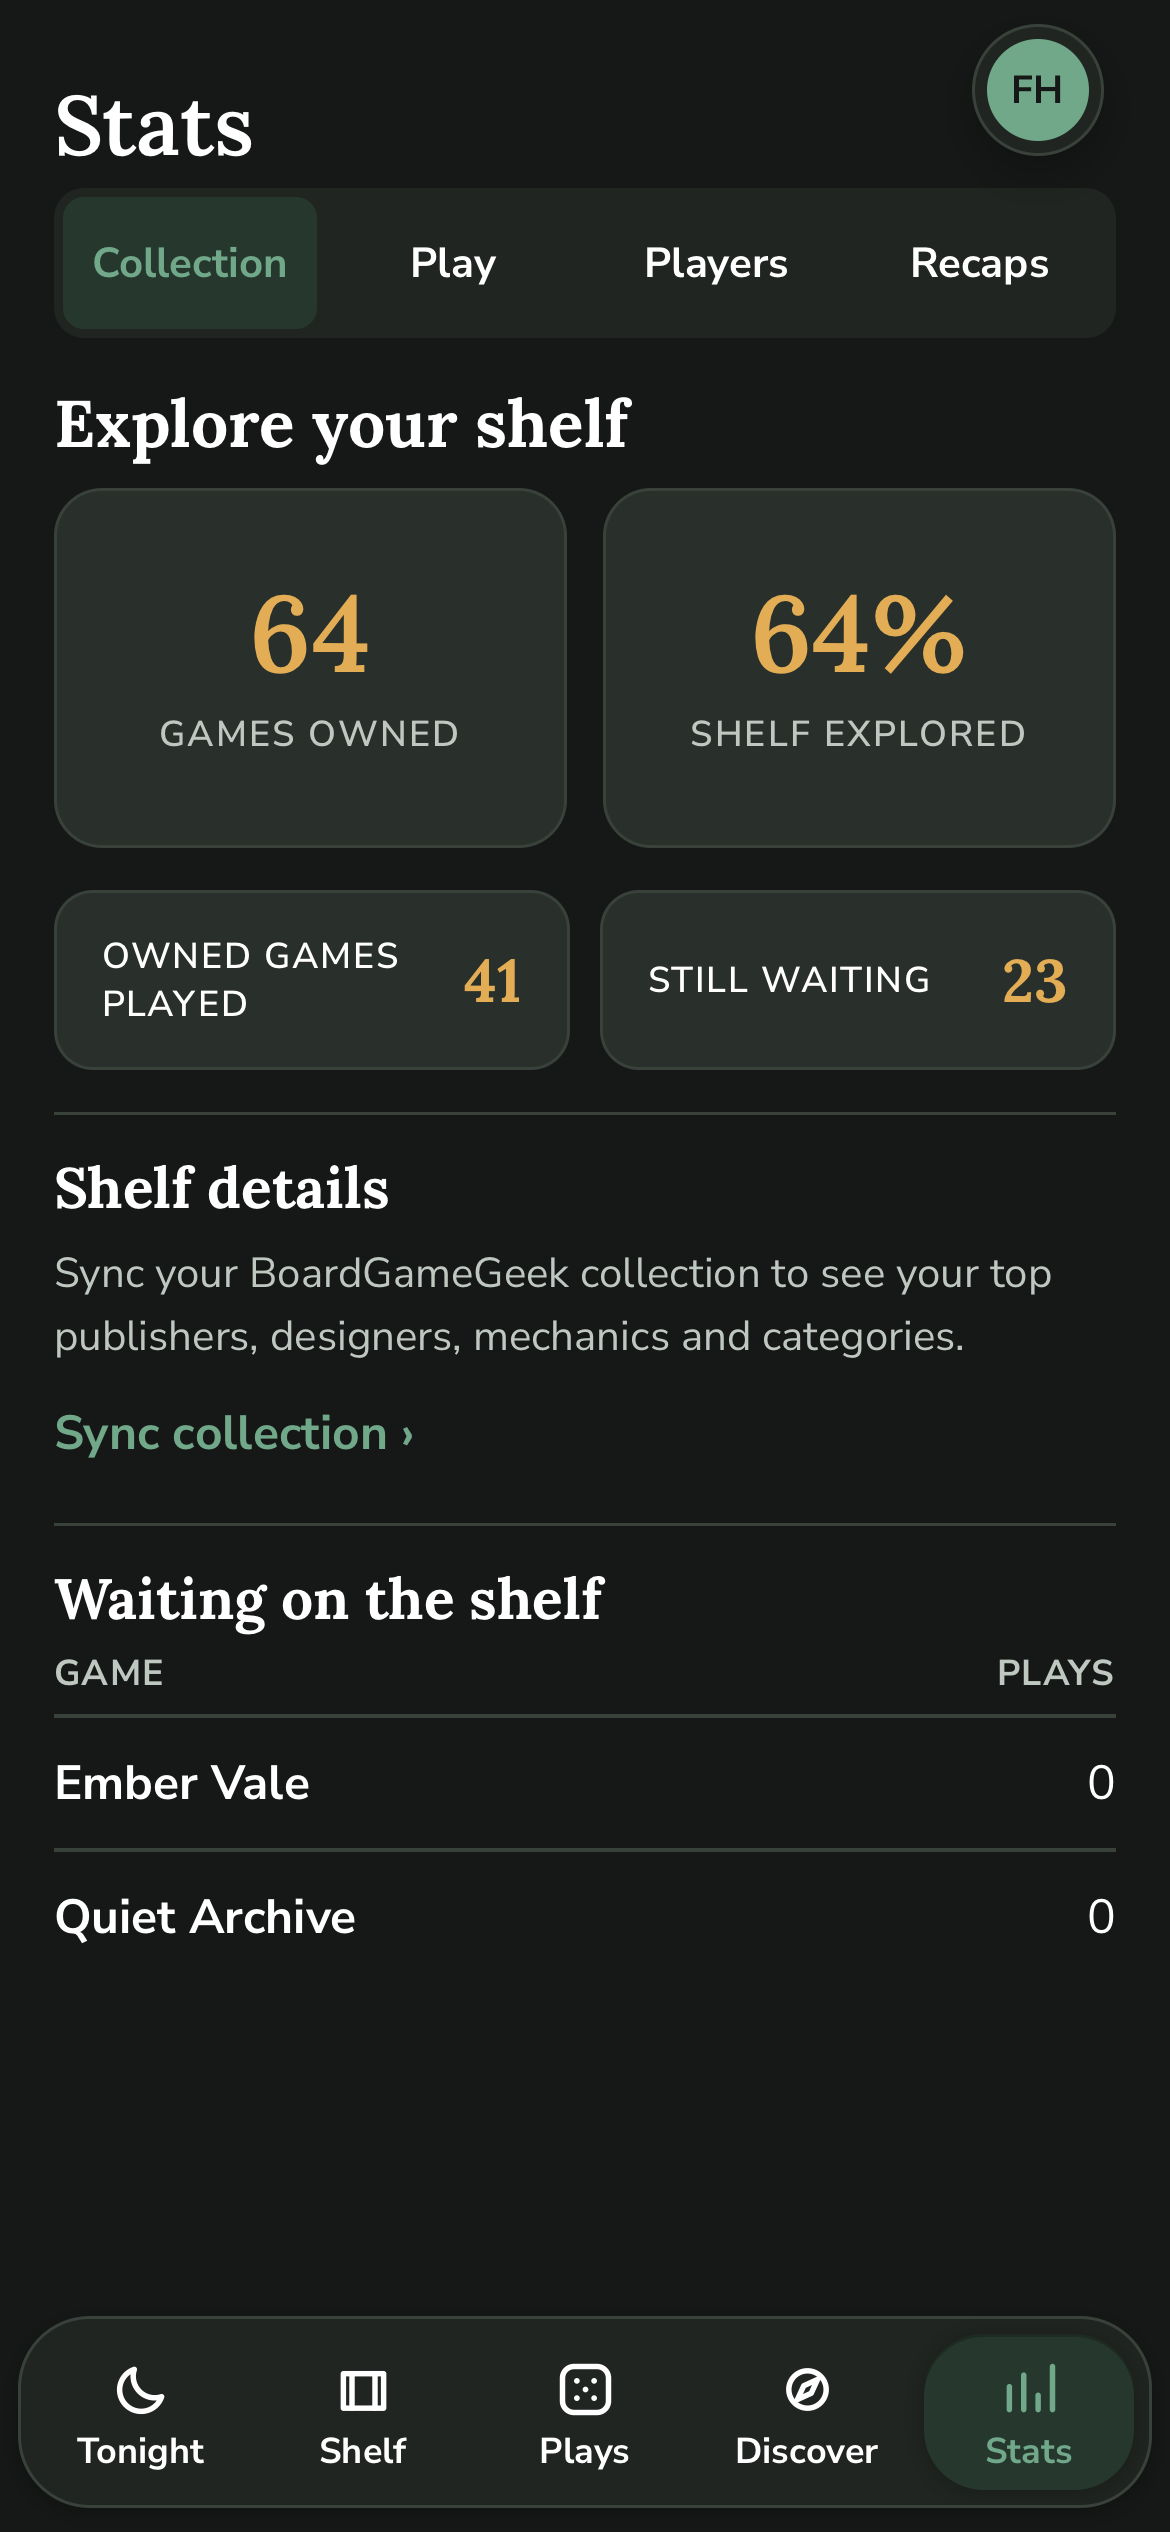 Stats
FH
Collection
Play
Players
Recaps
Explore your shelf
64
GAMES OWNED
64%
SHELF EXPLORED
OWNED GAMES
PLAYED
41
STILL WAITING
23
Shelf details
Sync your BoardGameGeek collection to see your top
publishers, designers, mechanics and categories.
Sync collection ›
Waiting on the shelf
GAME
PLAYS
Ember Vale
0
Quiet Archive
0
Tonight
Shelf
Plays
Discover
Stats